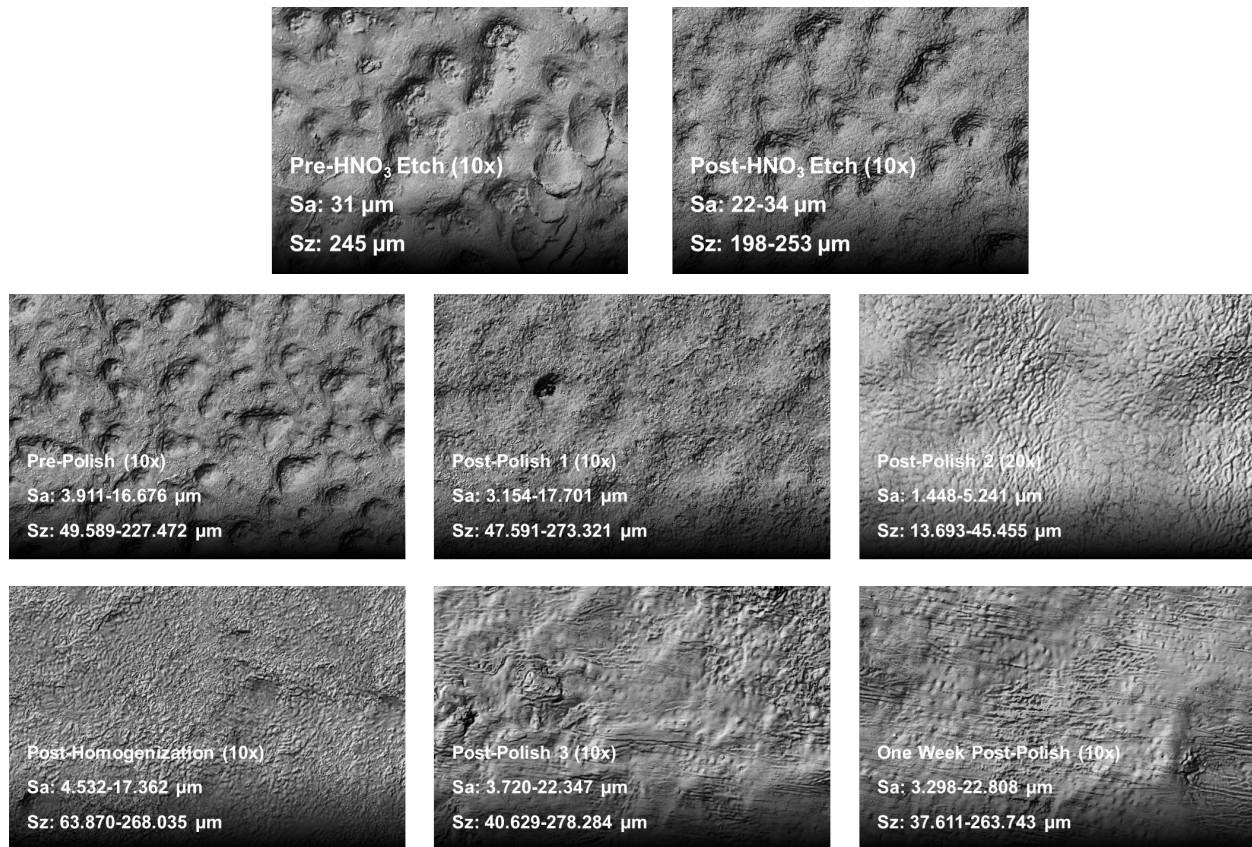 Pre-HNO₃ Etch (10x)
Sa: 31 µm
Sz: 245 µm
Post-HNO₃ Etch (10x)
Sa: 22-34 µm
Sz: 198-253 µm
Pre-Polish (10x)
Sa: 3.911-16.676 µm
Sz: 49.589-227.472 µm
Post-Polish 1 (10x)
Sa: 3.154-17.701 µm
Sz: 47.591-273.321 µm
Post-Polish 2 (20x)
Sa: 1.448-5.241 µm
Sz: 13.693-45.455 µm
Post-Homogenization (10x)
Sa: 4.532-17.362 µm
Sz: 63.870-268.035 µm
Post-Polish 3 (10x)
Sa: 3.720-22.347 µm
Sz: 40.629-278.284 µm
One Week Post-Polish (10x)
Sa: 3.298-22.808 µm
Sz: 37.611-263.743 µm